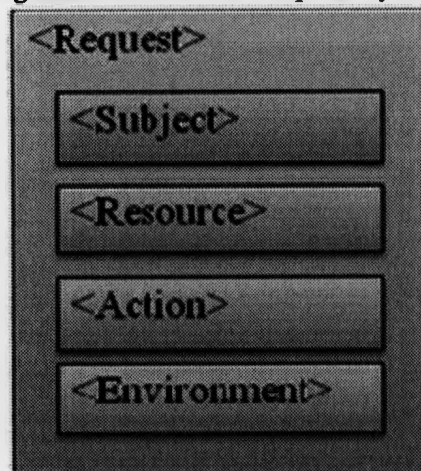 <Request>
<Subject>
<Resource>
<Action>
<Environment>